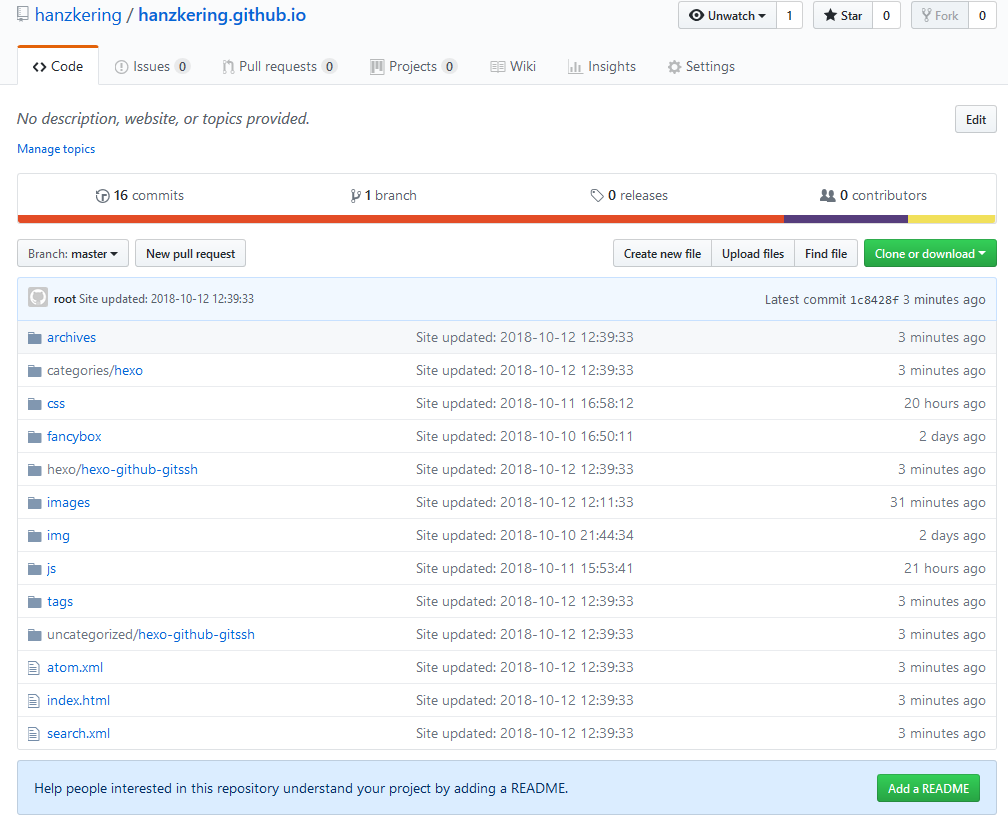 hanzkering / hanzkering.github.io
Unwatch 1 Star 0 Fork 0
Code Issues 0 Pull requests 0 Projects 0 Wiki Insights Settings
No description, website, or topics provided. Edit
Manage topics
16 commits 1 branch 0 releases 0 contributors
Branch: master New pull request Create new file Upload files Find file Clone or download
root Site updated: 2018-10-12 12:39:33 Latest commit 1c8428f 3 minutes ago
archives Site updated: 2018-10-12 12:39:33 3 minutes ago
categories/hexo Site updated: 2018-10-12 12:39:33 3 minutes ago
css Site updated: 2018-10-11 16:58:12 20 hours ago
fancybox Site updated: 2018-10-10 16:50:11 2 days ago
hexo/hexo-github-gitssh Site updated: 2018-10-12 12:39:33 3 minutes ago
images Site updated: 2018-10-12 12:11:33 31 minutes ago
img Site updated: 2018-10-10 21:44:34 2 days ago
js Site updated: 2018-10-11 15:53:41 21 hours ago
tags Site updated: 2018-10-12 12:39:33 3 minutes ago
uncategorized/hexo-github-gitssh Site updated: 2018-10-12 12:39:33 3 minutes ago
atom.xml Site updated: 2018-10-12 12:39:33 3 minutes ago
index.html Site updated: 2018-10-12 12:39:33 3 minutes ago
search.xml Site updated: 2018-10-12 12:39:33 3 minutes ago
Help people interested in this repository understand your project by adding a README. Add a README